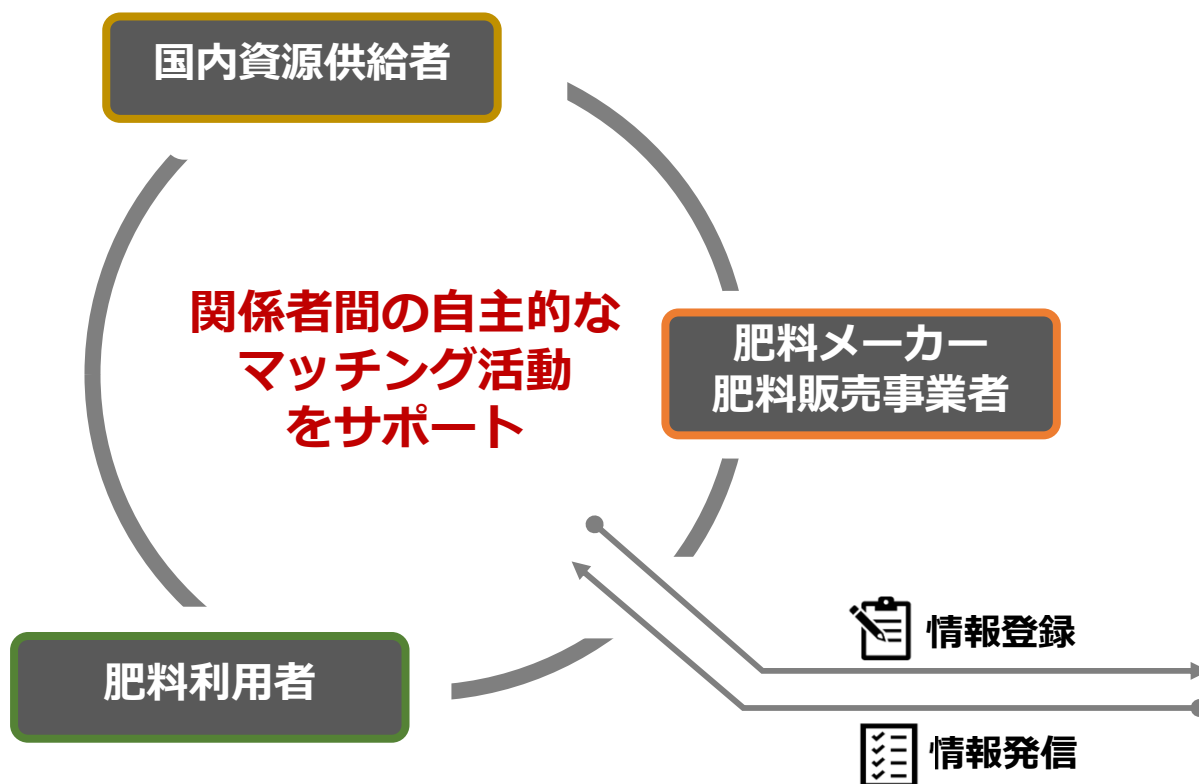 国内資源供給者
関係者間の自主的な
マッチング活動
をサポート
肥料メーカー
肥料販売事業者
情報登録
肥料利用者
情報発信